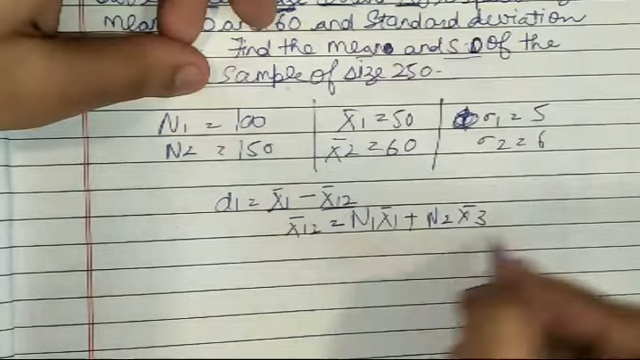 mean 60 and Standard deviation
Find the mean and S.D of the
Sample of size 250.
N1 = 100 x̄1 = 50 σ1 = 5
N2 = 150 x̄2 = 60 σ2 = 6
d1 = x̄1 - x̄12
x̄12 = N1x̄1 + N2x̄3